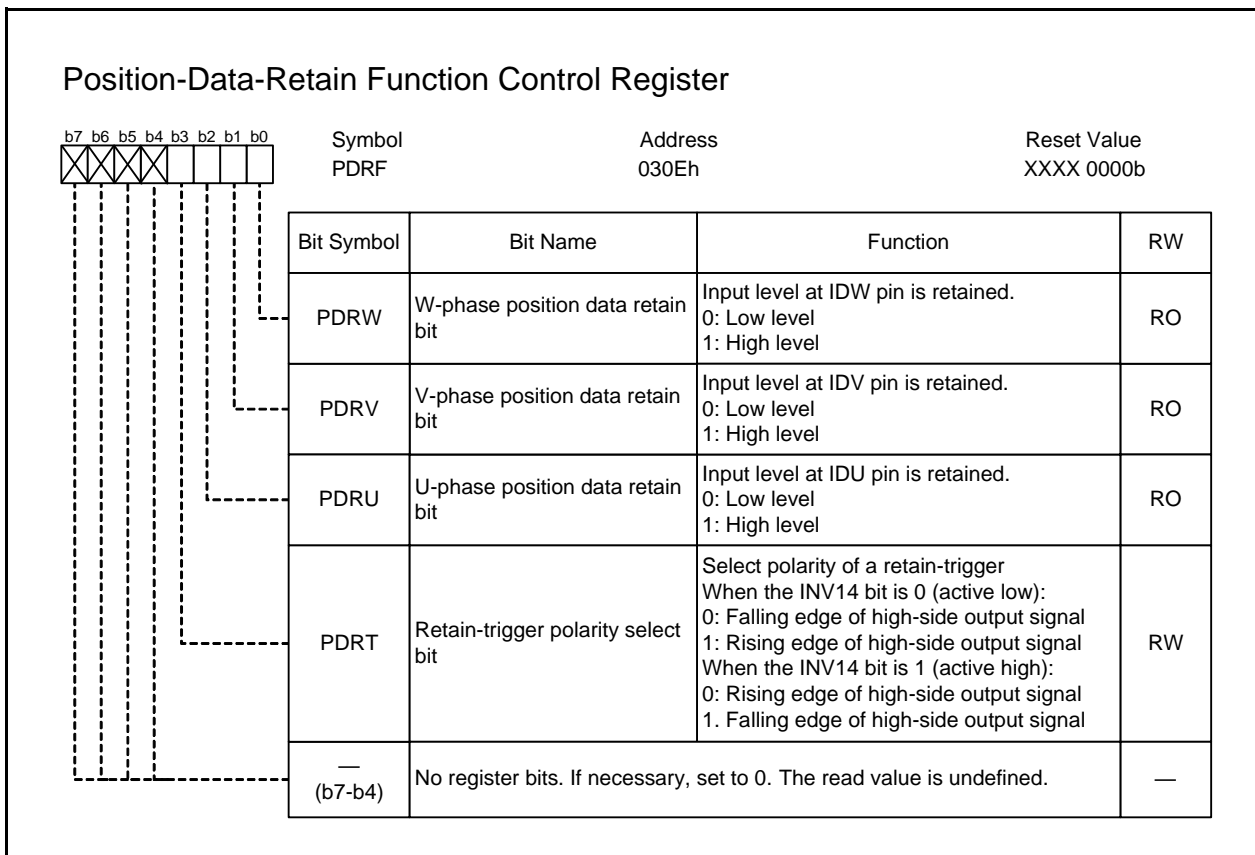 Position-Data-Retain Function Control Register
b7 b6 b5 b4 b3 b2 b1 b0
Symbol Address Reset Value
PDRF 030Eh XXXX 0000b
Bit Symbol Bit Name Function RW
PDRW
W-phase position data retain
bit
Input level at IDW pin is retained.
0: Low level
1: High level
RO
PDRV
V-phase position data retain
bit
Input level at IDV pin is retained.
0: Low level
1: High level
RO
PDRU
U-phase position data retain
bit
Input level at IDU pin is retained.
0: Low level
1: High level
RO
PDRT
Retain-trigger polarity select
bit
Select polarity of a retain-trigger
When the INV14 bit is 0 (active low):
0: Falling edge of high-side output signal
1: Rising edge of high-side output signal
When the INV14 bit is 1 (active high):
0: Rising edge of high-side output signal
1. Falling edge of high-side output signal
RW
—
(b7-b4)
No register bits. If necessary, set to 0. The read value is undefined.
—